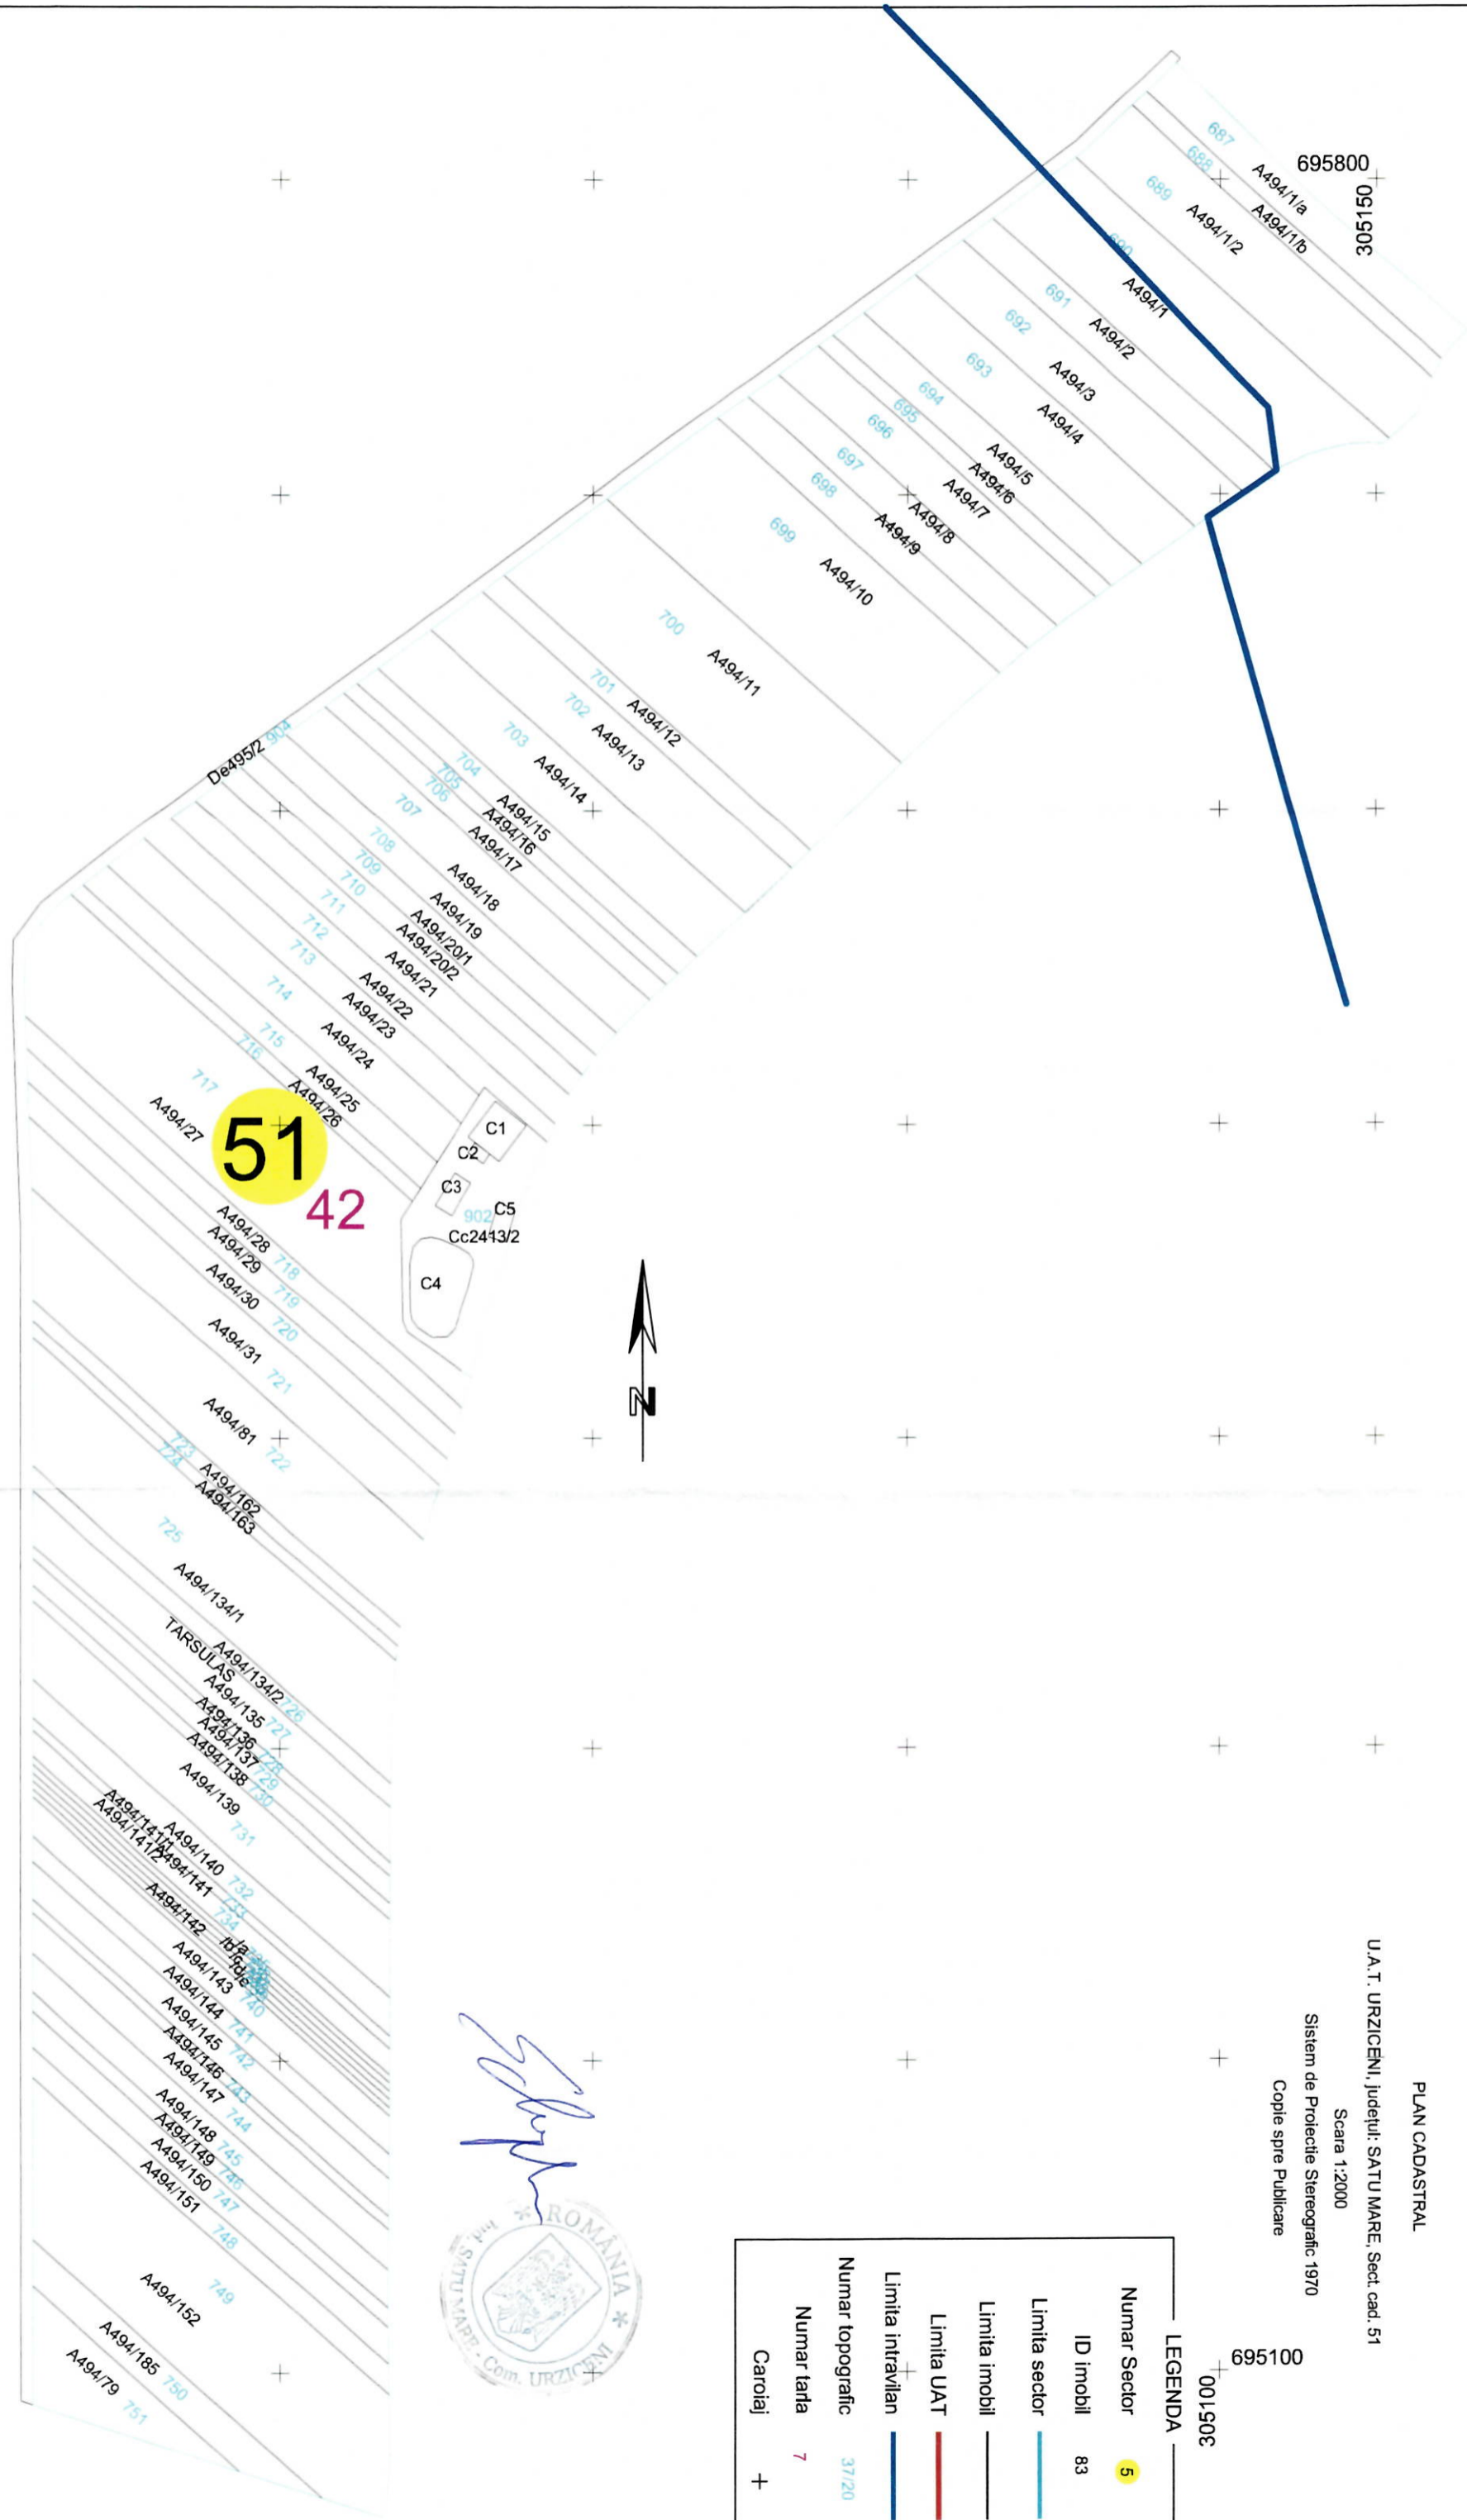 PLAN CADASTRAL
U.A.T. URZICENI, județul: SATU MARE, Sect. cad. 51
Scara 1:2000
Sistem de Proiectie Stereografic 1970
Copie spre Publicare
695800
305150
687
A494/1/a
688
A494/1/b
689
A494/1/2
690
A494/1
691
A494/2
692
A494/3
693
A494/4
694
A494/5
695
A494/6
696
A494/7
697
A494/8
698
A494/9
699
A494/10
700
A494/11
701
A494/12
702
A494/13
703
A494/14
704
A494/15
705
A494/16
706
A494/17
707
A494/18
708
A494/19
709
A494/20/1
710
A494/20/2
711
A494/21
712
A494/22
713
A494/23
714
A494/24
715
A494/25
716
A494/26
717
A494/27
De495/2
904
51
42
C1
C2
C3
C5
902
Cc2413/2
C4
N
A494/28
718
A494/29
719
A494/30
720
A494/31
721
A494/81
722
723
A494/162
724
A494/163
725
A494/134/1
TARSULAS
A494/134/2
726
A494/135
727
A494/136
728
A494/137
729
A494/138
730
A494/139
731
A494/140
732
A494/141/1
A494/141
733
A494/141/2
734
A494/142
/a
/b
A494/143
740
A494/144
741
A494/145
742
A494/146
743
A494/147
744
A494/148
745
A494/149
746
A494/150
747
A494/151
748
A494/152
749
A494/185
750
A494/79
751
ROMÂNIA
Jud. SATU MARE - Com. URZICENI
695100
305100
LEGENDA
Numar Sector 5
ID imobil 83
Limita sector
Limita imobil
Limita UAT
Limita intravilan
Numar topografic 37/20
Numar tarla 7
Caroiaj +